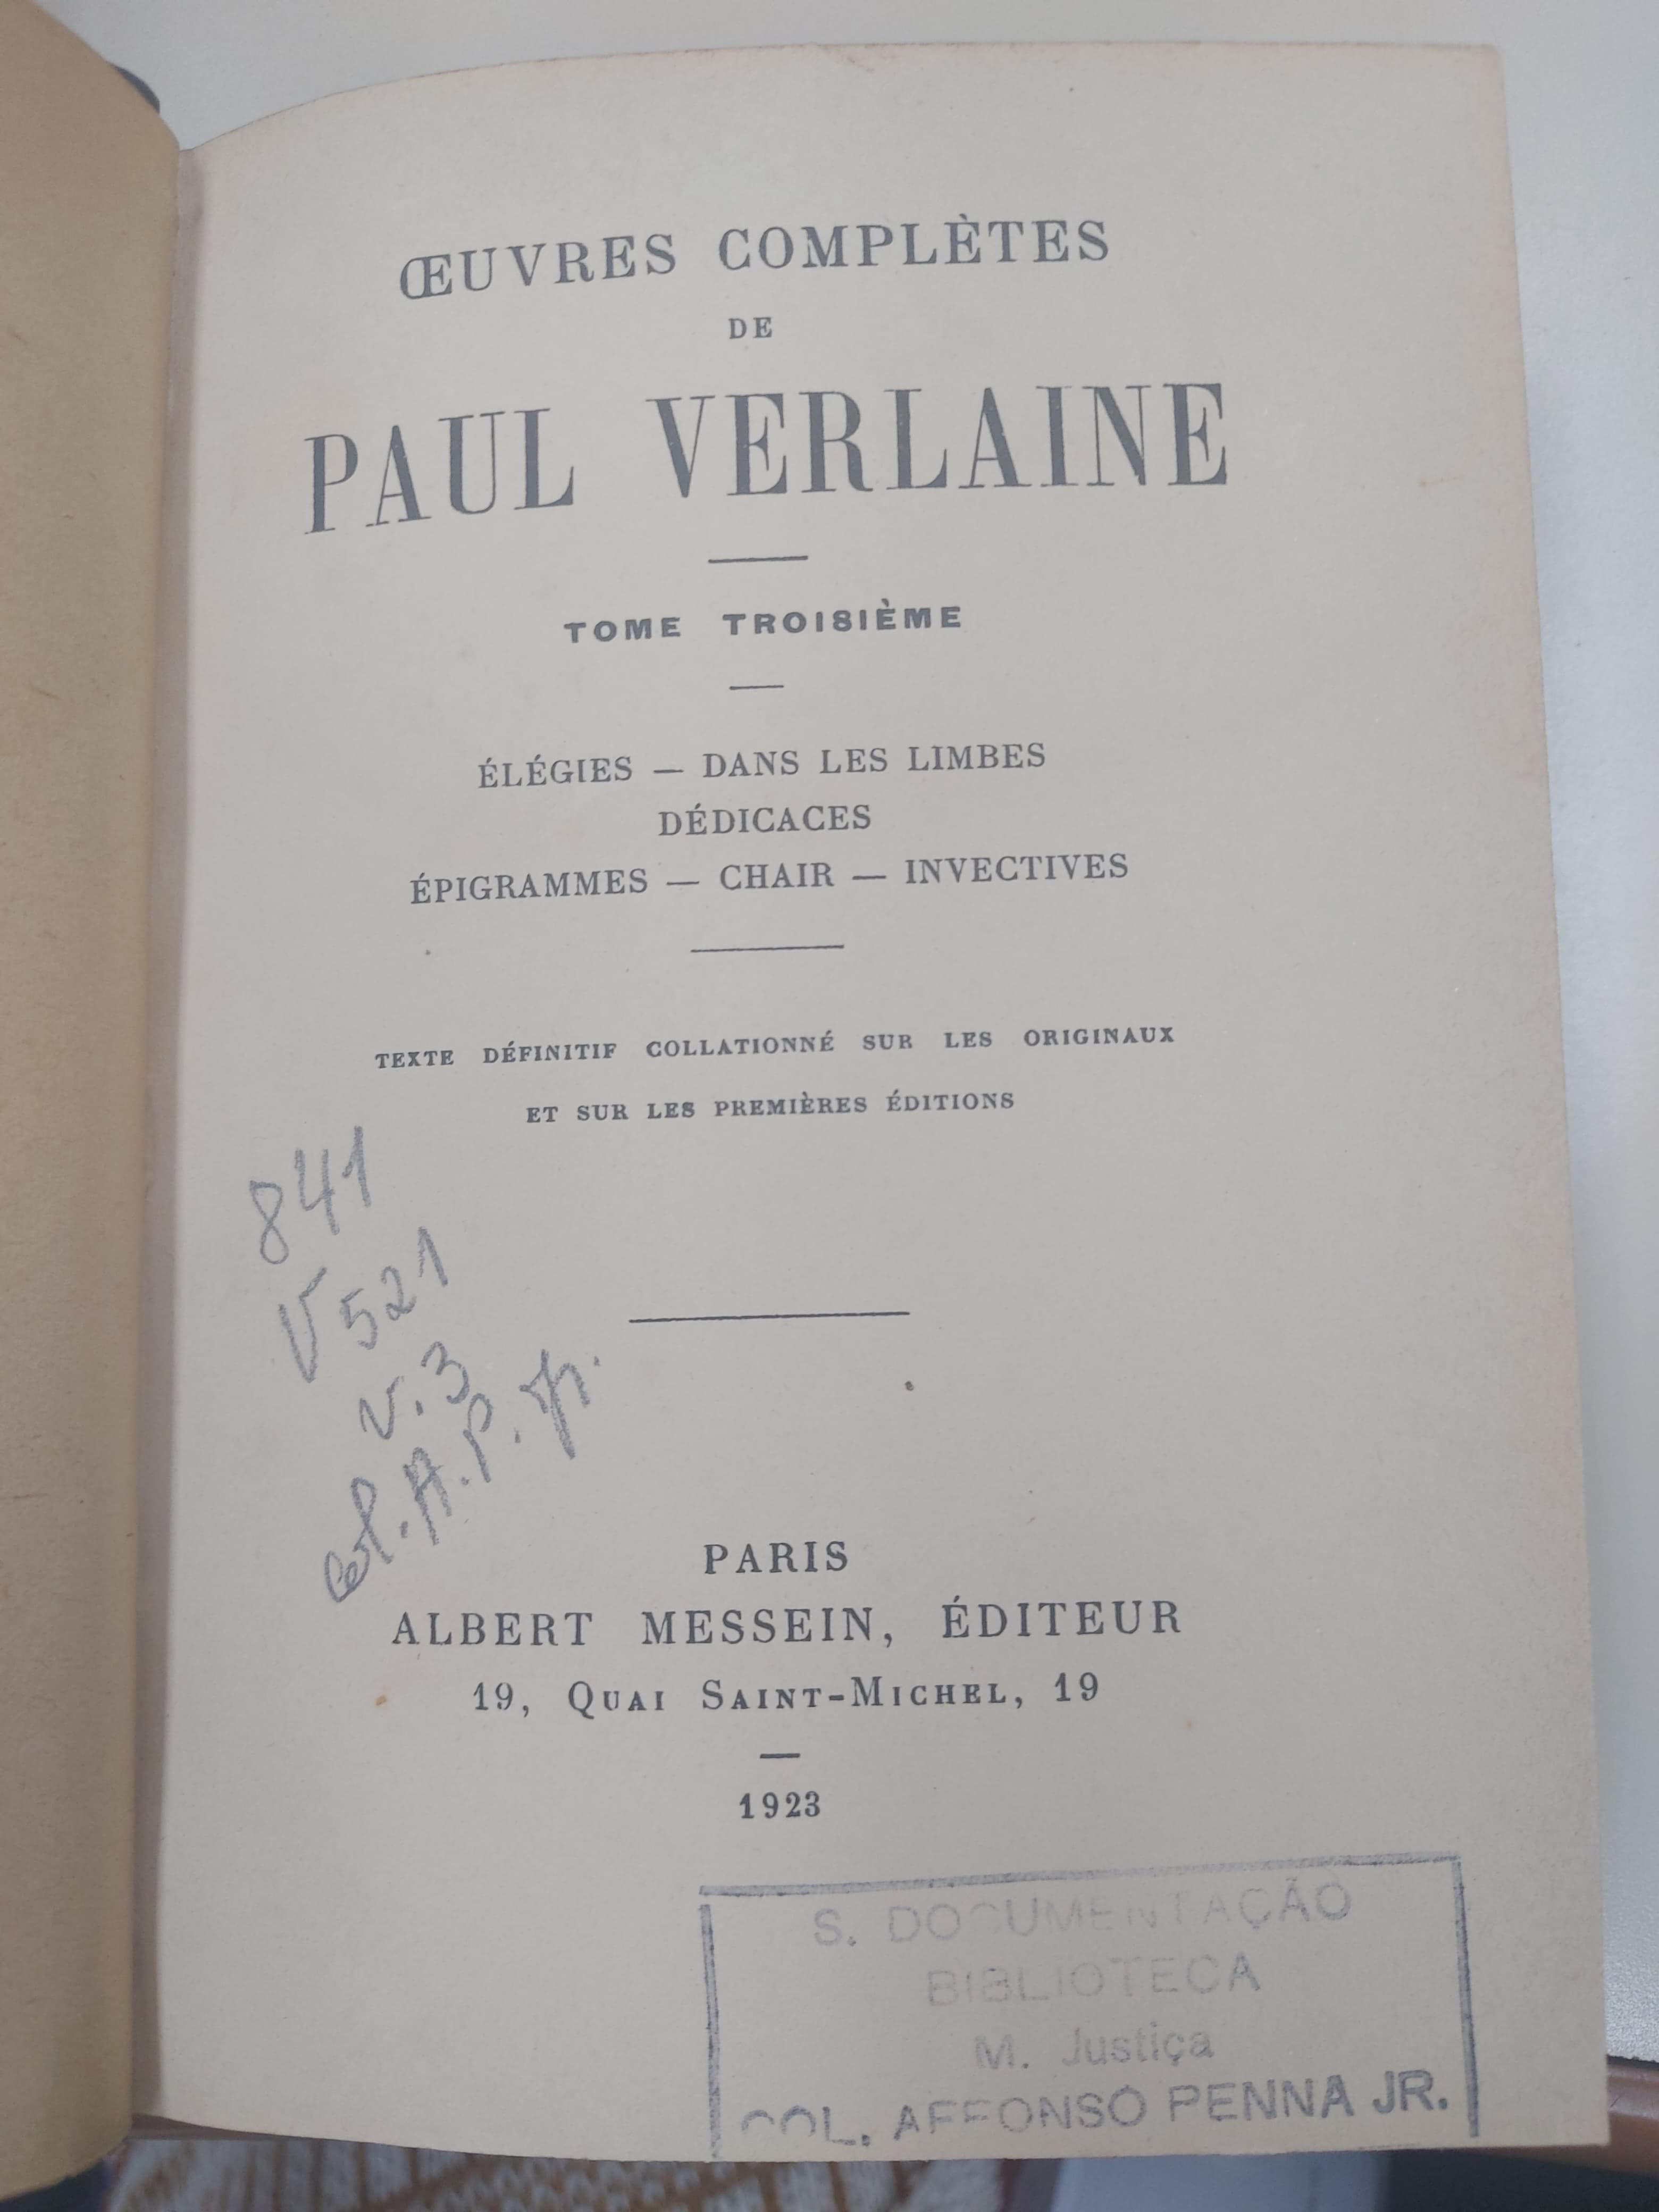 ŒUVRES COMPLÈTES
DE
PAUL VERLAINE
TOME TROISIÈME
ÉLÉGIES — DANS LES LIMBES
DÉDICACES
ÉPIGRAMMES — CHAIR — INVECTIVES
TEXTE DÉFINITIF COLLATIONNÉ SUR LES ORIGINAUX
ET SUR LES PREMIÈRES ÉDITIONS
841
V521
v.3
Col. A. P. Jr.
PARIS
ALBERT MESSEIN, ÉDITEUR
19, QUAI SAINT-MICHEL, 19
1923
S. DOCUMENTAÇÃO
BIBLIOTECA
M. Justiça
COL. AFFONSO PENNA JR.